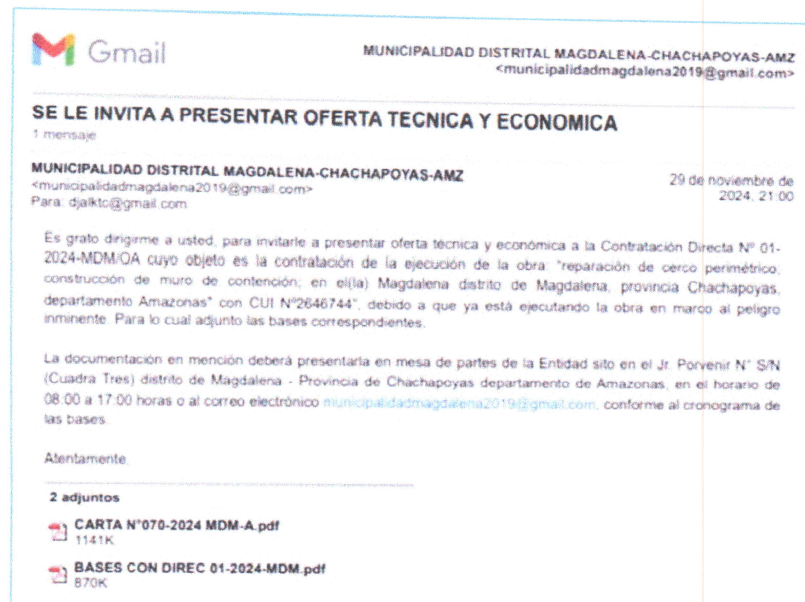 Gmail
MUNICIPALIDAD DISTRITAL MAGDALENA-CHACHAPOYAS-AMZ
<municipalidadmagdalena2019@gmail.com>
SE LE INVITA A PRESENTAR OFERTA TECNICA Y ECONOMICA
1 mensaje
MUNICIPALIDAD DISTRITAL MAGDALENA-CHACHAPOYAS-AMZ
<municipalidadmagdalena2019@gmail.com>
Para: djalktc@gmail.com
29 de noviembre de
2024, 21:00
Es grato dirigirme a usted, para invitarle a presentar oferta técnica y económica a la Contratación Directa Nº 01-
2024-MDM/OA cuyo objeto es la contratación de la ejecución de la obra: "reparación de cerco perimétrico;
construcción de muro de contención; en el(la) Magdalena distrito de Magdalena, provincia Chachapoyas,
departamento Amazonas" con CUI Nº2646744", debido a que ya está ejecutando la obra en marco al peligro
inminente. Para lo cual adjunto las bases correspondientes.
La documentación en mención deberá presentarla en mesa de partes de la Entidad sito en el Jr. Porvenir N° S/N
(Cuadra Tres) distrito de Magdalena - Provincia de Chachapoyas departamento de Amazonas, en el horario de
08:00 a 17:00 horas o al correo electrónico municipalidadmagdalena2019@gmail.com, conforme al cronograma de
las bases.
Atentamente.
2 adjuntos
CARTA N°070-2024 MDM-A.pdf
1141K
BASES CON DIREC 01-2024-MDM.pdf
870K